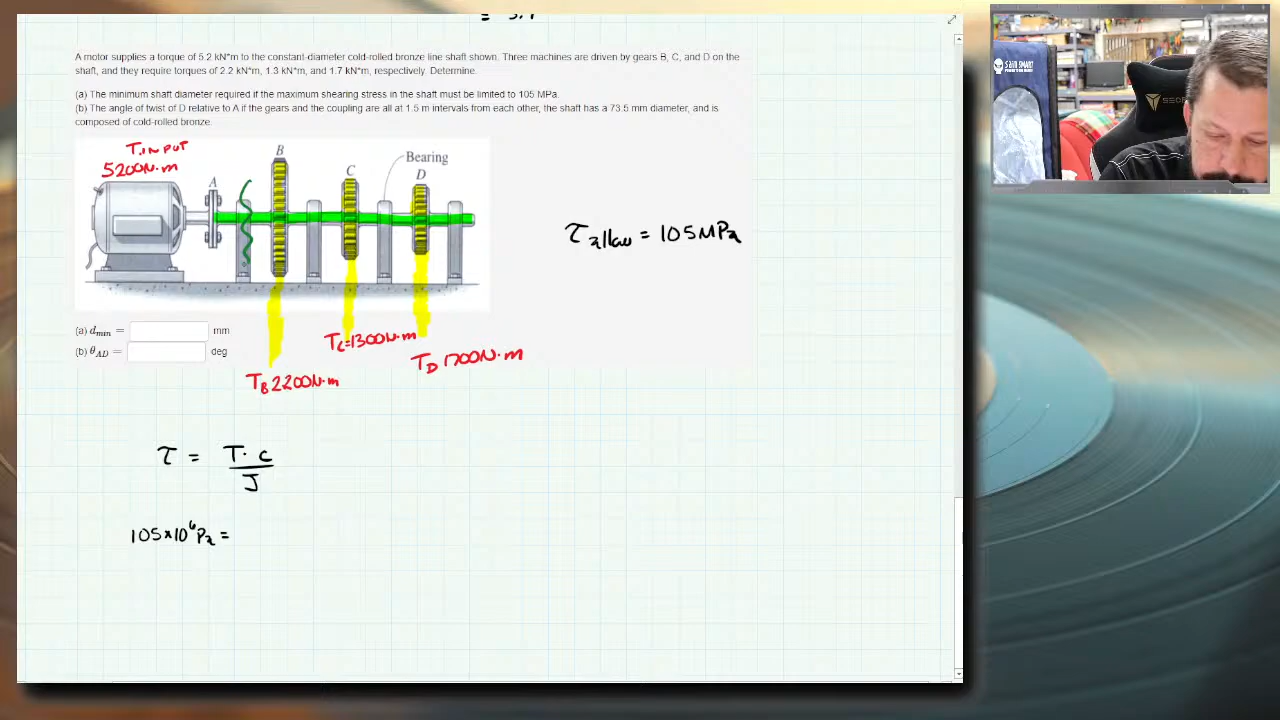 A motor supplies a torque of 5.2 kN*m to the constant-diameter cold-rolled bronze line shaft shown. Three machines are driven by gears B, C, and D on the
shaft, and they require torques of 2.2 kN*m, 1.3 kN*m, and 1.7 kN*m, respectively. Determine.
(a) The minimum shaft diameter required if the maximum shearing stress in the shaft must be limited to 105 MPa.
(b) The angle of twist of D relative to A if the gears and the coupling are all at 1.5 m intervals from each other, the shaft has a 73.5 mm diameter, and is
composed of cold-rolled bronze.
T.INPUT
5200N·m
A
B
C
Bearing
D
τallow = 105MPa
(a) dmin = mm
(b) θAD = deg
TC=1300N·m
TD 1700N·m
TB 2200N·m
τ = T·c
J
105×10⁶Pa =